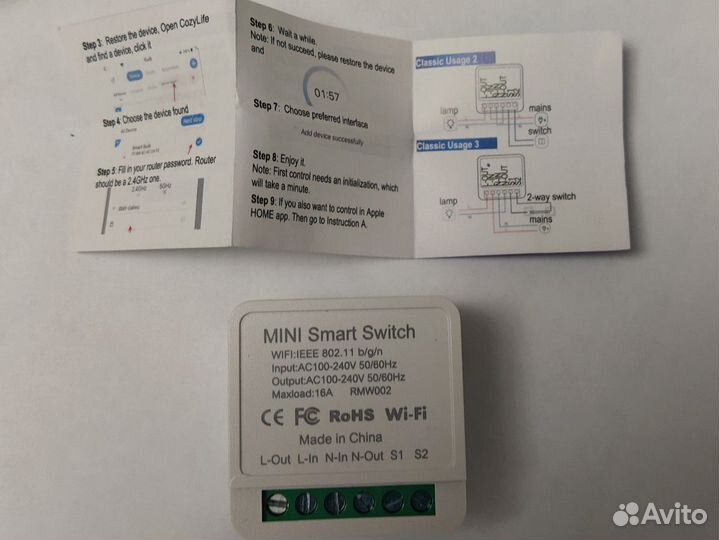 Step 3: Restore the device, Open CozyLife
and find a device, click it
Step 4: Choose the device found
Next step
Smart Bulb
Step 5: Fill in your router password. Router
should be a 2.4GHz one.
2.4GHz 5GHz
Step 6: Wait a while.
Note: If not succeed, please restore the device
and
01:57
Step 7: Choose preferred interface
Add device successfully
Step 8: Enjoy it.
Note: First control needs an initialization, which
will take a minute.
Step 9: If you also want to control in Apple
HOME app. Then go to Instruction A.
Classic Usage 2
lamp
mains
switch
Classic Usage 3
lamp
2-way switch
mains
MINI Smart Switch
WIFI:IEEE 802.11 b/g/n
Input:AC100-240V 50/60Hz
Output:AC100-240V 50/60Hz
Maxload:16A RMW002
CE FC RoHS Wi-Fi
Made in China
L-Out L-In N-In N-Out S1 S2
Avito